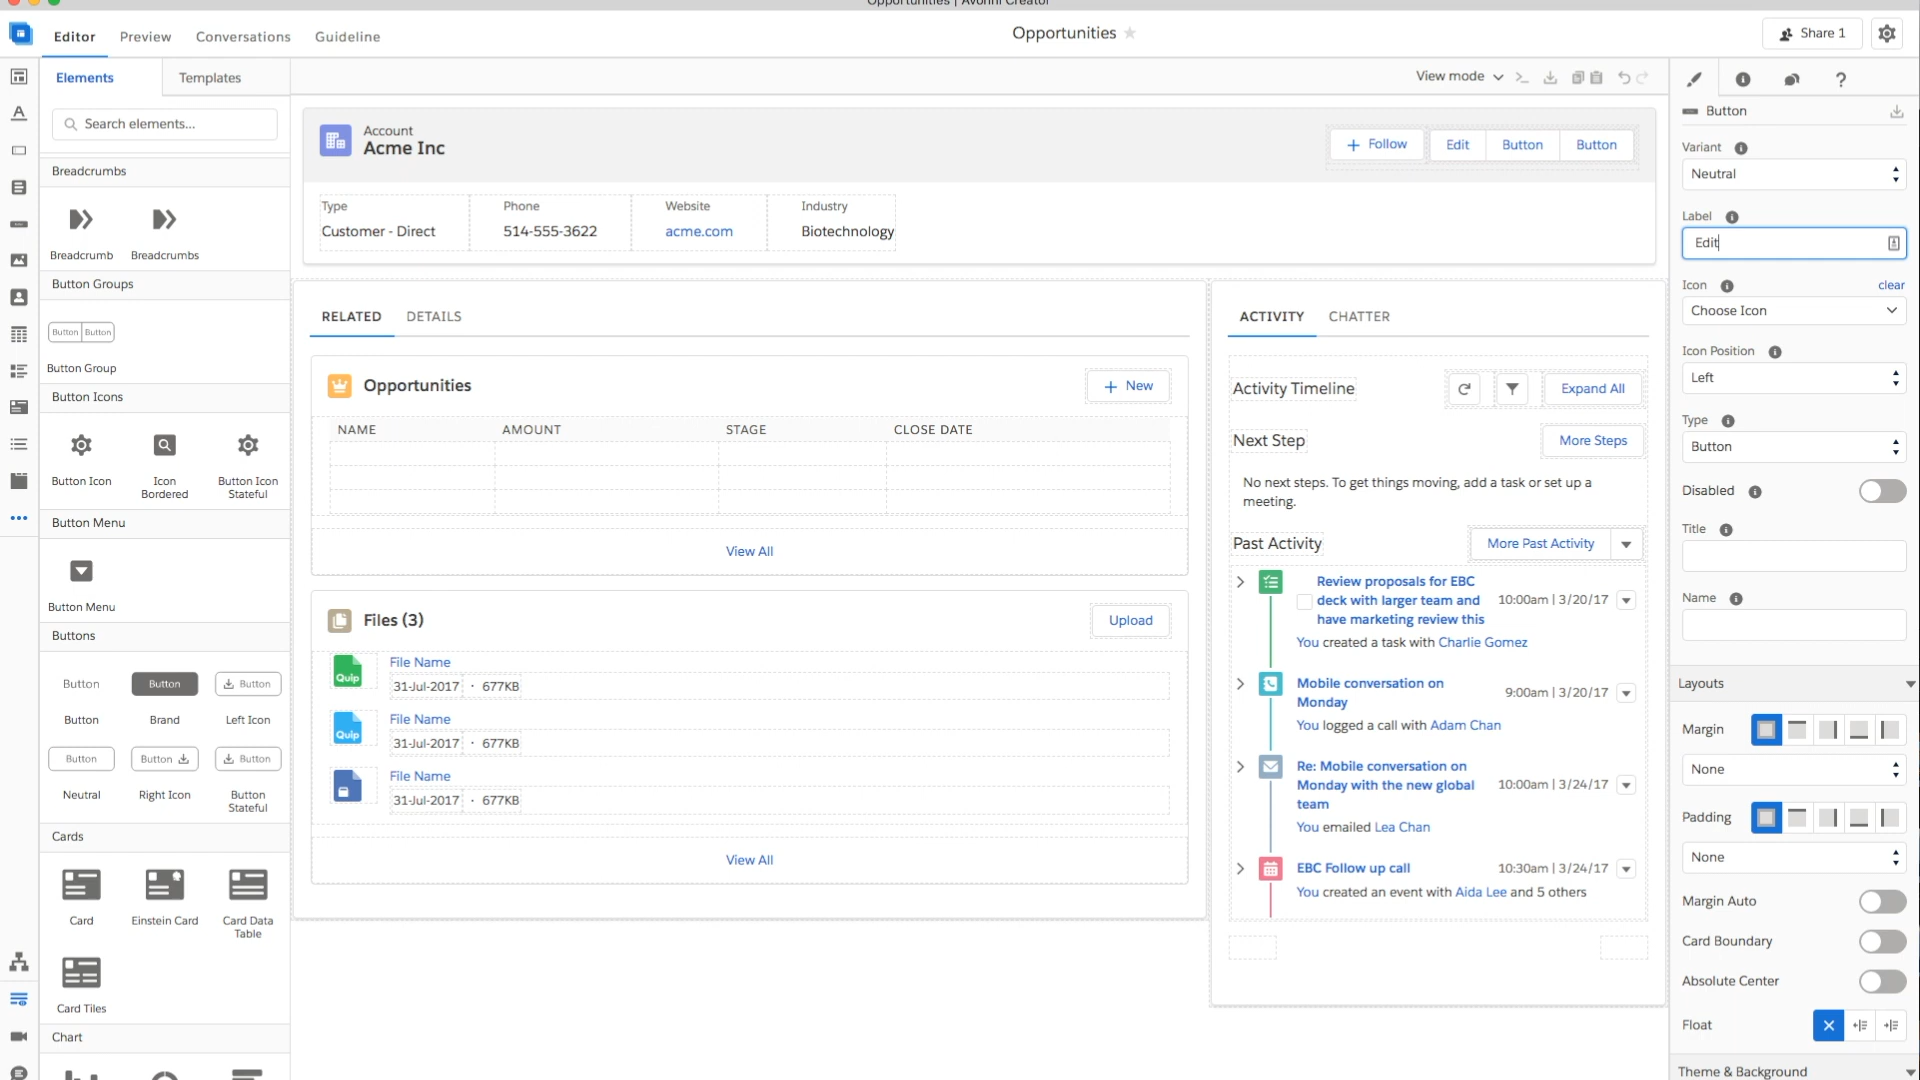 Opportunities | Avonni Creator
Editor
Preview
Conversations
Guideline
Opportunities
Share 1
Elements
Templates
View mode
Search elements...
Breadcrumbs
Breadcrumb
Breadcrumbs
Button Groups
Button
Button
Button Group
Button Icons
Button Icon
Icon Bordered
Button Icon Stateful
Button Menu
Button Menu
Buttons
Button
Button
Button
Button
Brand
Left Icon
Button
Button
Button
Neutral
Right Icon
Button Stateful
Cards
Card
Einstein Card
Card Data Table
Card Tiles
Chart
Account
Acme Inc
Follow
Edit
Button
Button
Type
Phone
Website
Industry
Customer - Direct
514-555-3622
acme.com
Biotechnology
RELATED
DETAILS
Opportunities
New
NAME
AMOUNT
STAGE
CLOSE DATE
View All
Files (3)
Upload
Quip
File Name
31-Jul-2017 · 677KB
Quip
File Name
31-Jul-2017 · 677KB
File Name
31-Jul-2017 · 677KB
View All
ACTIVITY
CHATTER
Activity Timeline
Expand All
Next Step
More Steps
No next steps. To get things moving, add a task or set up a
meeting.
Past Activity
More Past Activity
Review proposals for EBC
deck with larger team and
have marketing review this
10:00am | 3/20/17
You created a task with Charlie Gomez
Mobile conversation on
Monday
9:00am | 3/20/17
You logged a call with Adam Chan
Re: Mobile conversation on
Monday with the new global
team
10:00am | 3/24/17
You emailed Lea Chan
EBC Follow up call
10:30am | 3/24/17
You created an event with Aida Lee and 5 others
Button
Variant
Neutral
Label
Edit
Icon
clear
Choose Icon
Icon Position
Left
Type
Button
Disabled
Title
Name
Layouts
Margin
None
Padding
None
Margin Auto
Card Boundary
Absolute Center
Float
Theme & Background